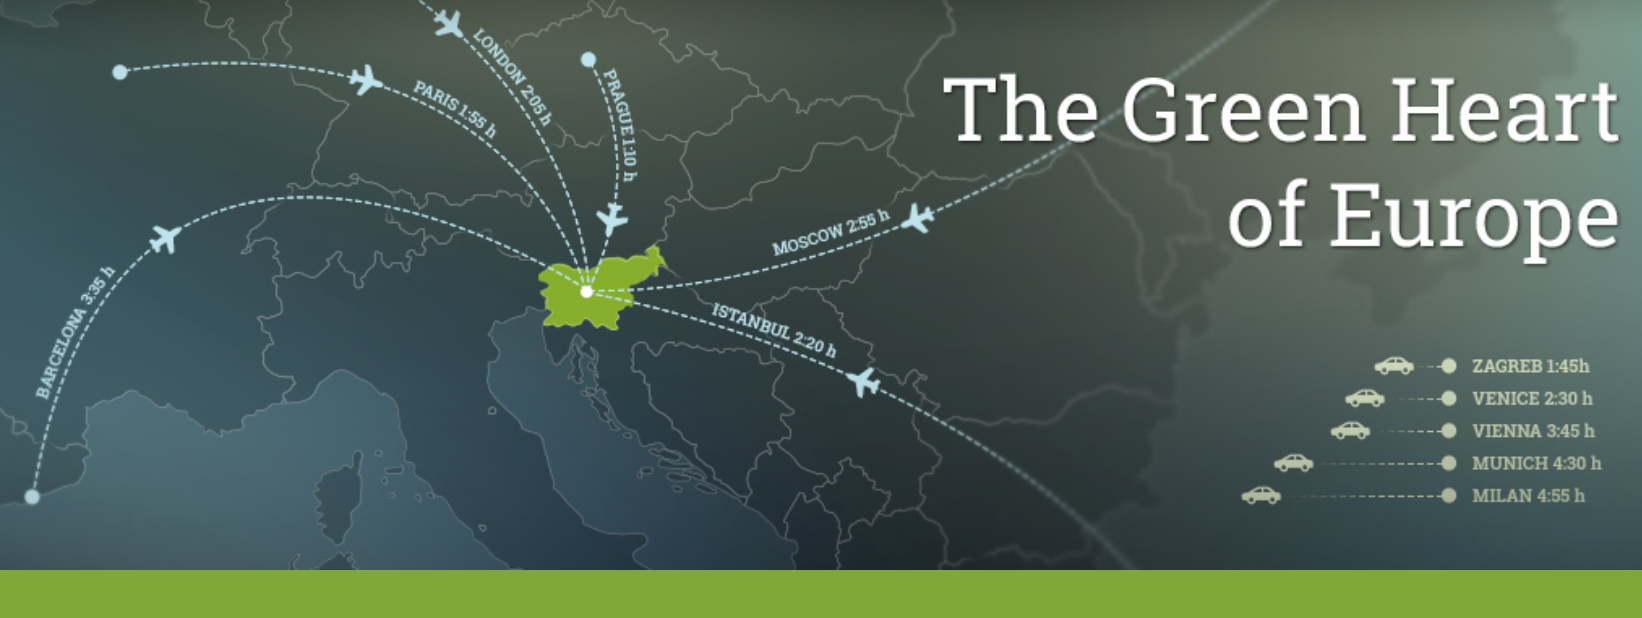 The Green Heart
of Europe
LONDON 2:05 h
PARIS 1:55 h
PRAGUE 1:10 h
MOSCOW 2:55 h
BARCELONA 3:35 h
ISTANBUL 2:20 h
ZAGREB 1:45h
VENICE 2:30 h
VIENNA 3:45 h
MUNICH 4:30 h
MILAN 4:55 h